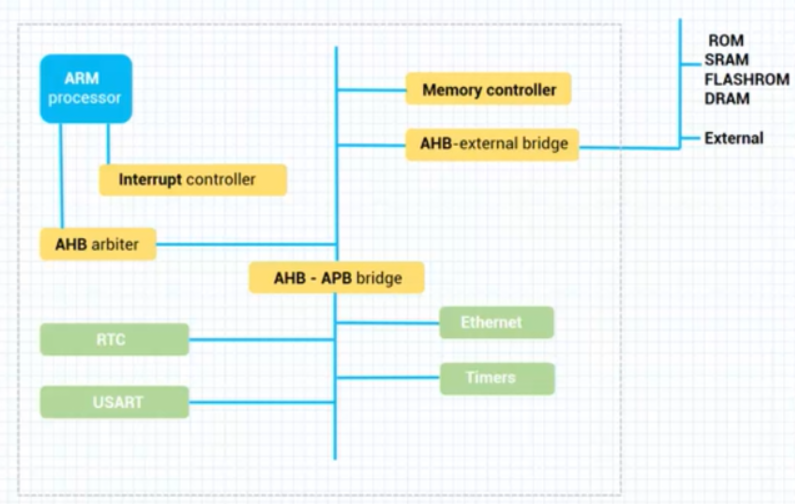 ARM
processor
Interrupt controller
AHB arbiter
Memory controller
AHB-external bridge
ROM
SRAM
FLASHROM
DRAM
External
AHB - APB bridge
RTC
USART
Ethernet
Timers